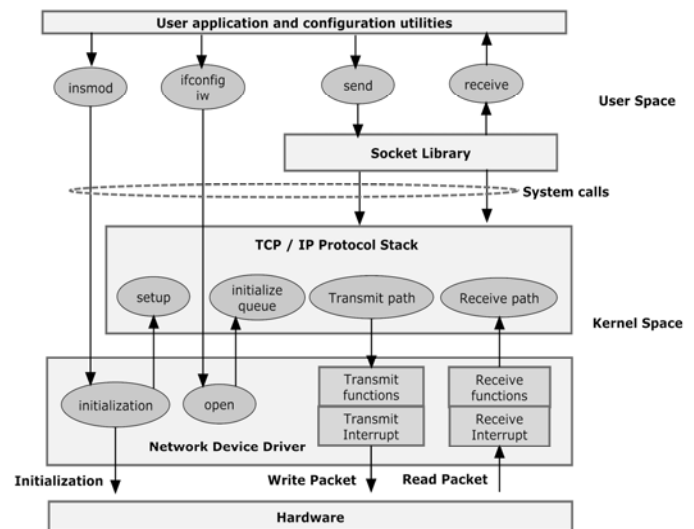 User application and configuration utilities
insmod
ifconfig
iw
send
receive
User Space
Socket Library
System calls
TCP / IP Protocol Stack
setup
initialize
queue
Transmit path
Receive path
Kernel Space
initialization
open
Transmit
functions
Receive
functions
Transmit
Interrupt
Receive
Interrupt
Network Device Driver
Initialization
Write Packet
Read Packet
Hardware